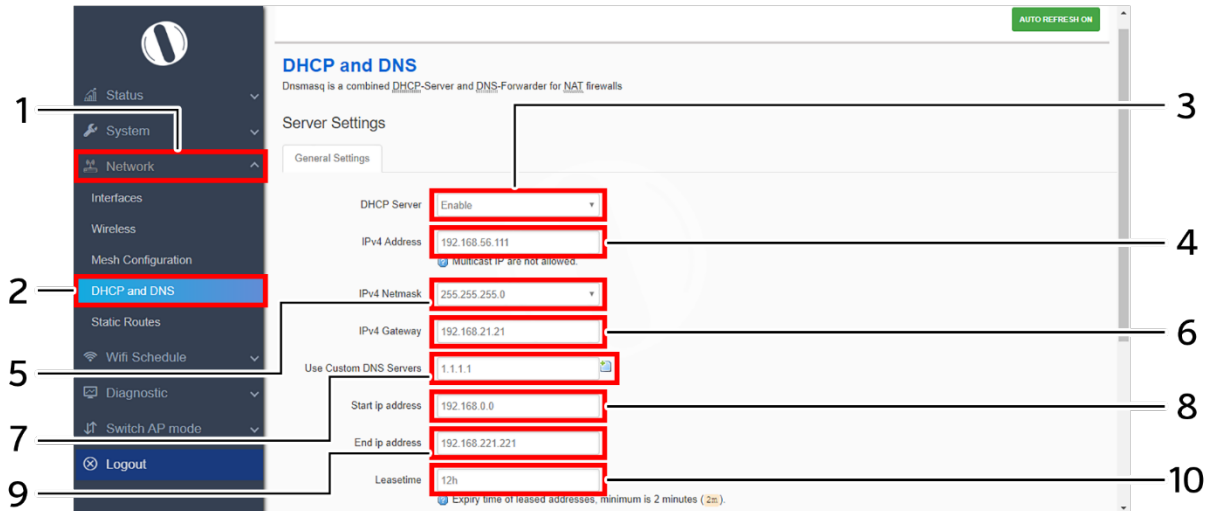 AUTO REFRESH ON
DHCP and DNS
Dnsmasq is a combined DHCP-Server and DNS-Forwarder for NAT firewalls
Status
1
3
System
Server Settings
Network
General Settings
Interfaces
DHCP Server
Enable
Wireless
IPv4 Address
192.168.56.111
4
Mesh Configuration
Multicast IP are not allowed.
2
DHCP and DNS
IPv4 Netmask
255.255.255.0
Static Routes
IPv4 Gateway
192.168.21.21
6
Wifi Schedule
5
Use Custom DNS Servers
1.1.1.1
Diagnostic
Start ip address
192.168.0.0
8
Switch AP mode
7
End ip address
192.168.221.221
Logout
Leasetime
12h
10
9
Expiry time of leased addresses, minimum is 2 minutes (2m).